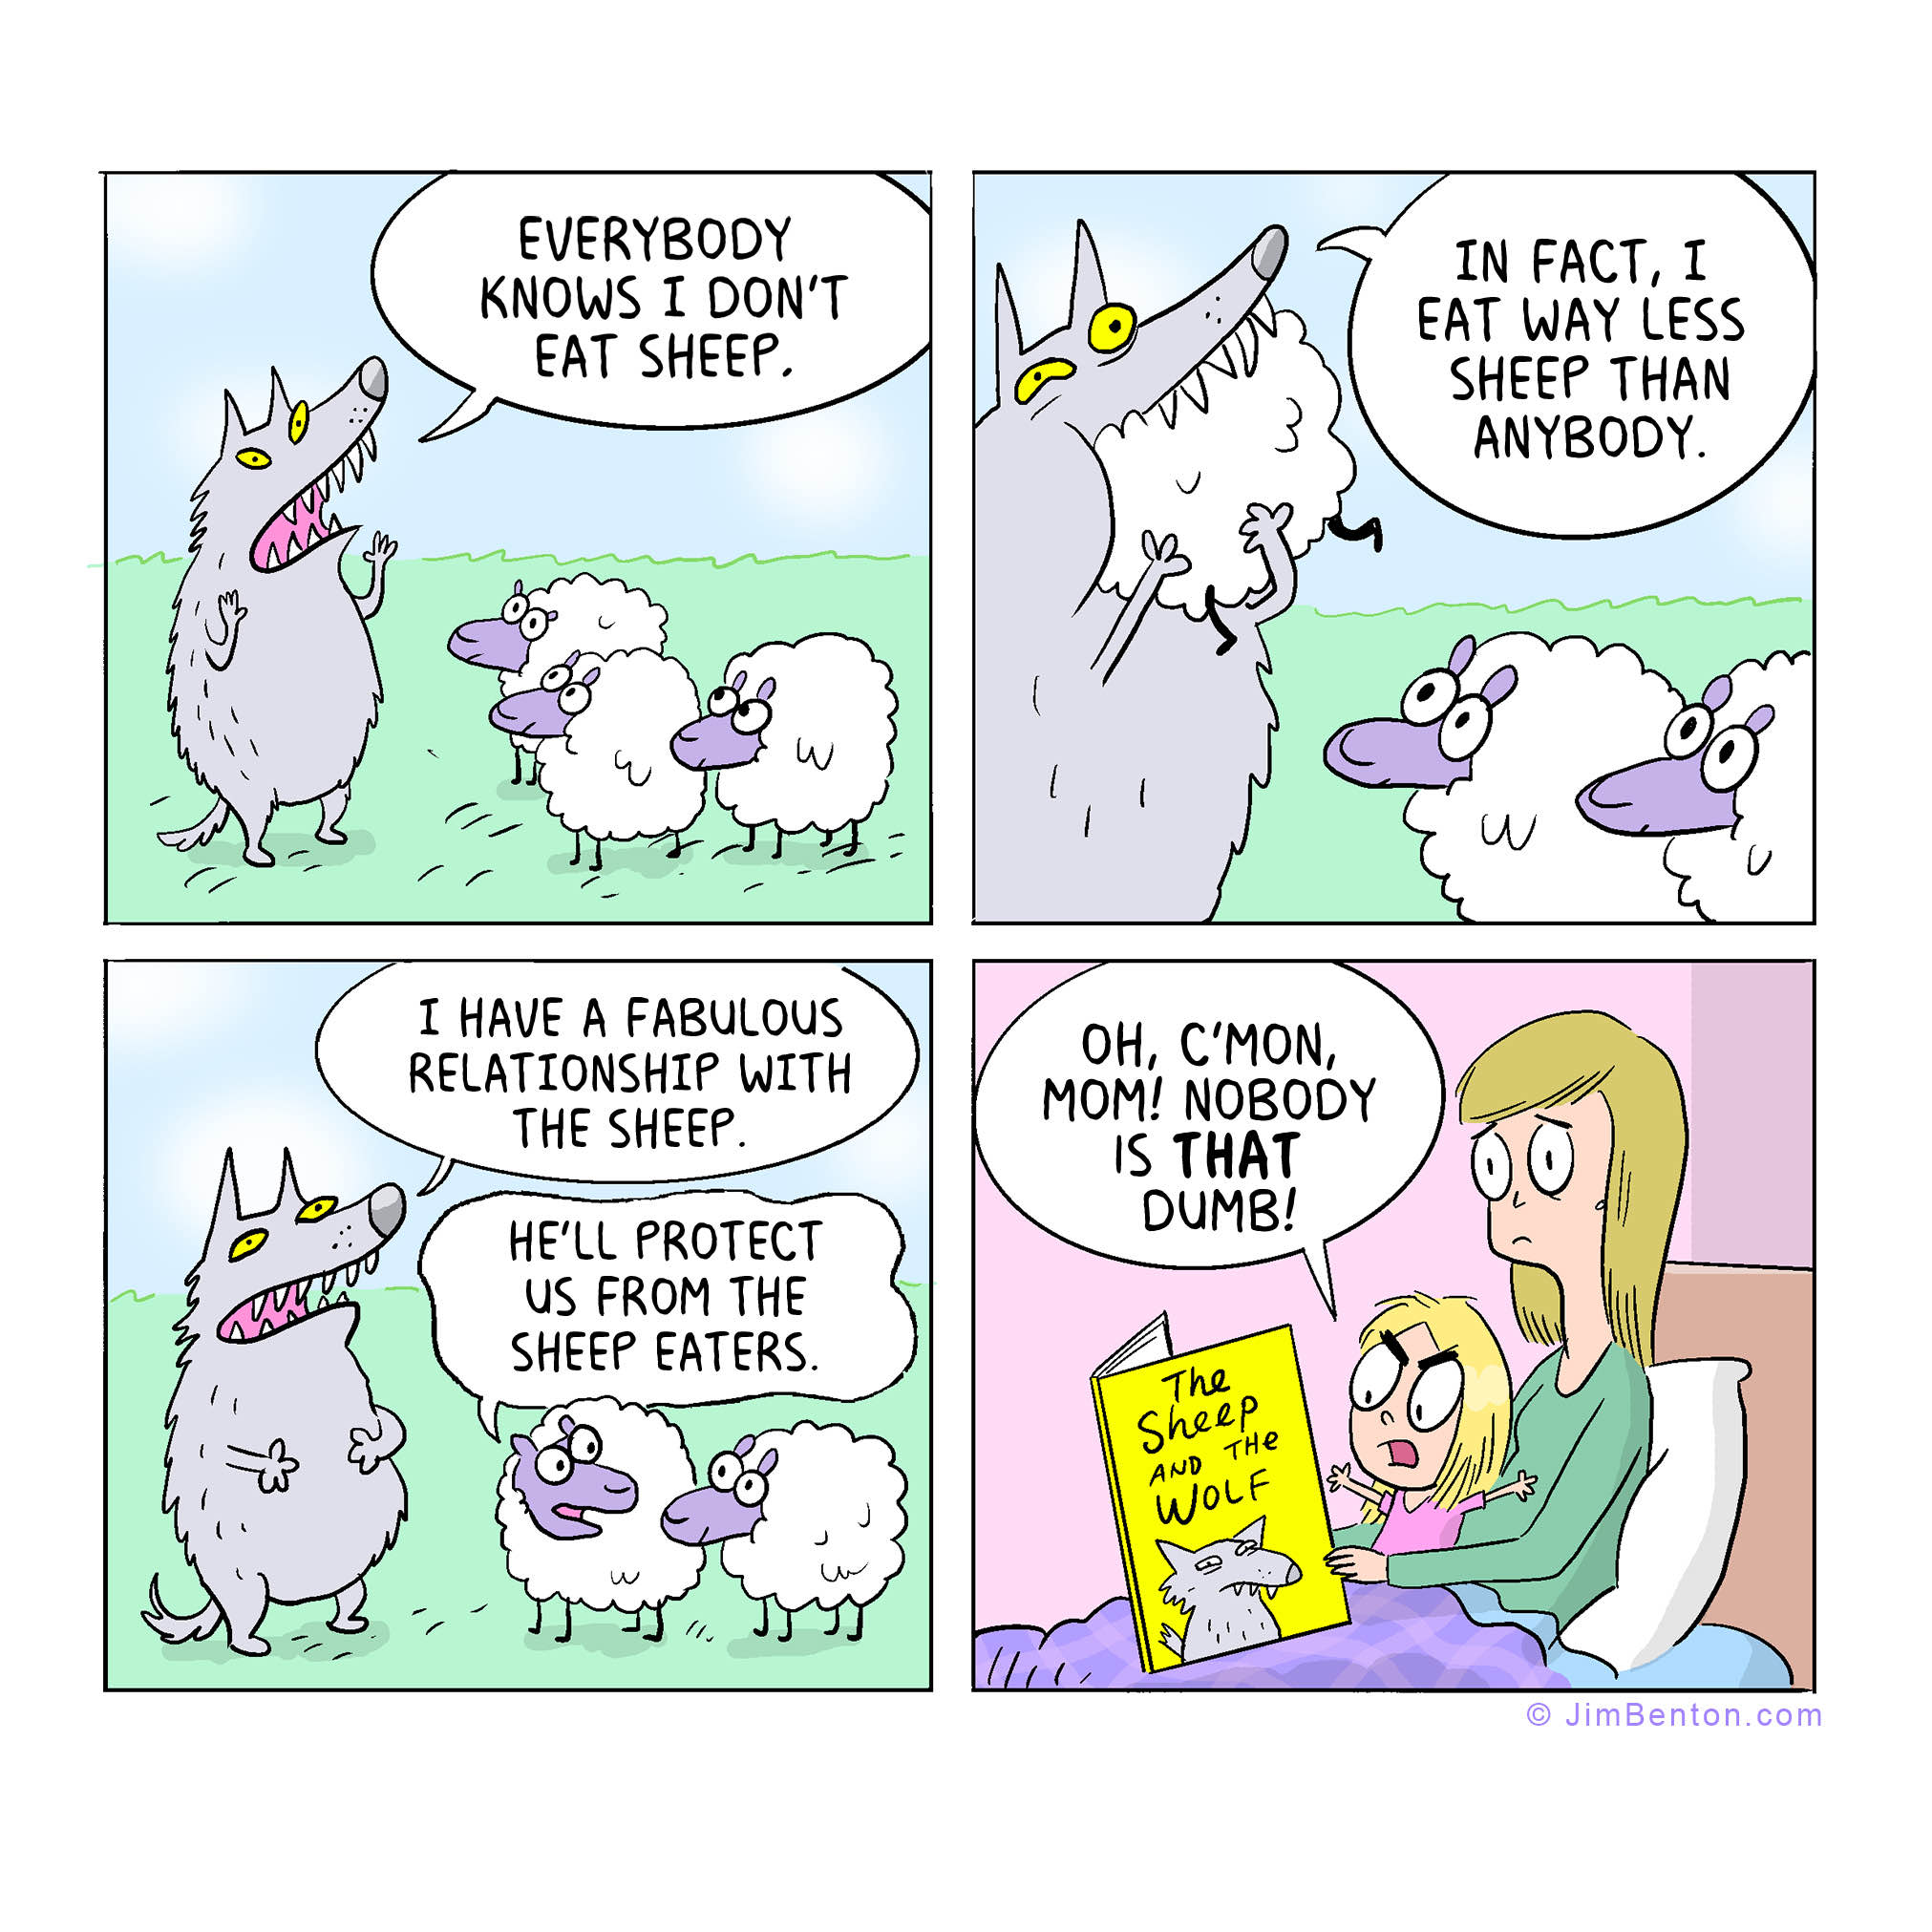 EVERYBODY
KNOWS I DON'T
EAT SHEEP.
IN FACT, I
EAT WAY LESS
SHEEP THAN
ANYBODY.
I HAVE A FABULOUS
RELATIONSHIP WITH
THE SHEEP.
HE'LL PROTECT
US FROM THE
SHEEP EATERS.
OH, C'MON,
MOM! NOBODY
IS THAT
DUMB!
The
Sheep
AND THe
WOLF
© JimBenton.com